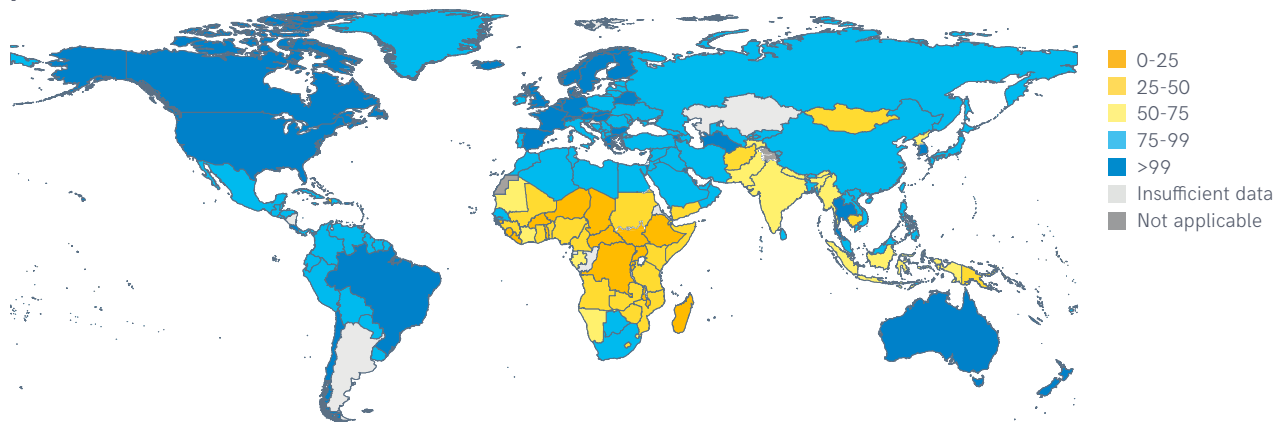 0-25
25-50
50-75
75-99
>99
Insufficient data
Not applicable